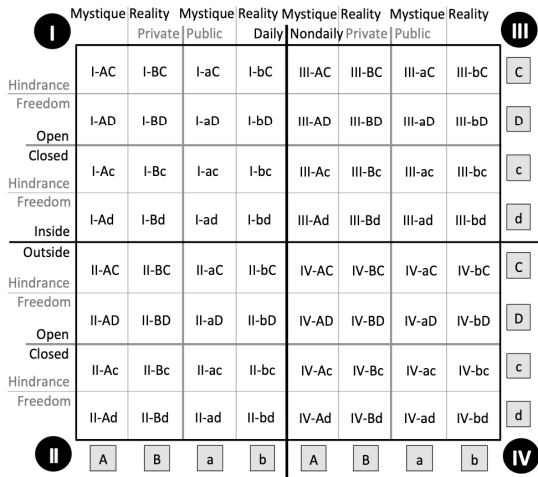 Mystique Reality Mystique Reality Mystique Reality Mystique Reality
I Private Public Daily Nondaily Private Public III
I-AC I-BC I-aC I-bC III-AC III-BC III-aC III-bC C
Hindrance
Freedom
I-AD I-BD I-aD I-bD III-AD III-BD III-aD III-bD D
Open
Closed
I-Ac I-Bc I-ac I-bc III-Ac III-Bc III-ac III-bc c
Hindrance
Freedom
I-Ad I-Bd I-ad I-bd III-Ad III-Bd III-ad III-bd d
Inside
Outside
II-AC II-BC II-aC II-bC IV-AC IV-BC IV-aC IV-bC C
Hindrance
Freedom
II-AD II-BD II-aD II-bD IV-AD IV-BD IV-aD IV-bD D
Open
Closed
II-Ac II-Bc II-ac II-bc IV-Ac IV-Bc IV-ac IV-bc c
Hindrance
Freedom
II-Ad II-Bd II-ad II-bd IV-Ad IV-Bd IV-ad IV-bd d
II A B a b A B a b IV